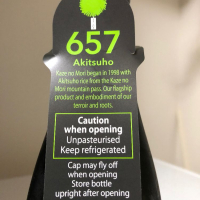 657
Akitsuho
Kaze no Mori began in 1998 with
Akitsuho rice from the Kaze no
Mori mountain pass. Our flagship
product and embodiment of our
terroir and roots.
Caution
when opening
Unpasteurised
Keep refrigerated
Cap may fly off
when opening
Store bottle
upright after opening